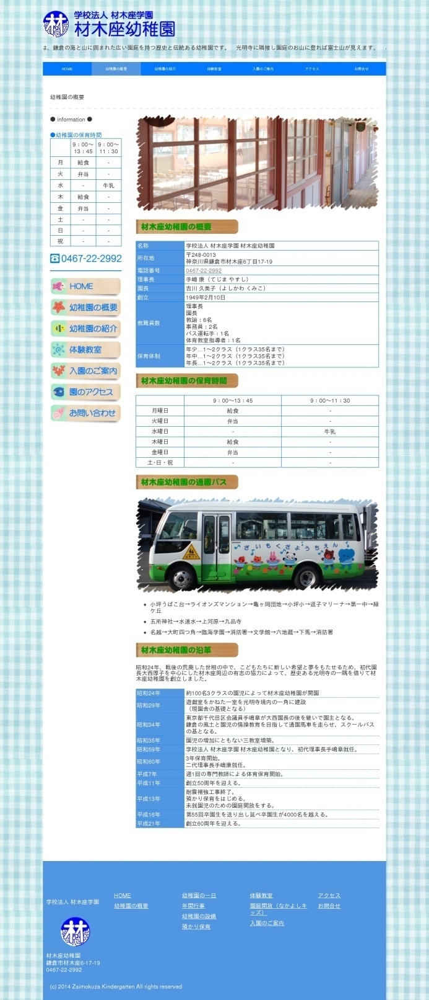 学校法人 材木座学園
材木座幼稚園
は、鎌倉の海と山に囲まれた広い園庭を持つ歴史と伝統ある幼稚園です。 光明寺に隣接し園庭のお山に登れば富士山が見えます。
HOME 幼稚園の概要 幼稚園の紹介 体験教室 入園のご案内 アクセス お問合せ
幼稚園の概要
● information ●
●幼稚園の保育時間
9：00～13：45 9：00～11：30
月 給食 -
火 弁当 -
水 - 牛乳
木 給食 -
金 弁当 -
土 - -
日 - -
祝 - -
0467-22-2992
HOME
幼稚園の概要
幼稚園の紹介
体験教室
入園のご案内
園のアクセス
お問い合わせ
材木座幼稚園の概要
名称 学校法人 材木座学園 材木座幼稚園
所在地 〒248-0013
神奈川県鎌倉市材木座6丁目17-19
電話番号 0467-22-2992
理事長 手嶋 康（てじま やすし）
園長 吉川 久美子（よしかわ くみこ）
創立 1949年2月10日
教職員数 理事長
園長
教諭：6名
事務員：2名
バス運転手：1名
体育教室指導者：1名
保育体制 年少…1～2クラス（1クラス35名まで）
年中…1～2クラス（1クラス35名まで）
年長…1～2クラス（1クラス35名まで）
材木座幼稚園の保育時間
9：00～13：45 9：00～11：30
月曜日 給食 -
火曜日 弁当 -
水曜日 - 牛乳
木曜日 給食 -
金曜日 弁当 -
土・日・祝 - -
材木座幼稚園の通園バス
ざいもくざようちえん
• 小坪うぱこ台→ライオンズマンション→亀ヶ岡団地→小坪小→逗子マリーナ→第一中→緑
ケ丘
• 五所神社→水道水→上河原→九品寺
• 名越→大町四つ角→臨海学園→消防署→文学館→六地蔵→下馬→消防署
材木座幼稚園の沿革
昭和24年、戦後の荒廃した世相の中で、こどもたちに新しい希望と夢をもたせるため、初代園
長大西厚子を中心にした材木座周辺の有志の協力によって、歴史ある光明寺の一隅を借りて材
木座幼稚園を創立しました。
昭和24年 約100名3クラスの園児によって材木座幼稚園が開園
昭和29年 遊戯室をかねた一室を光明寺境内の一角に建設
（現園舎の基礎となる）
昭和34年 東京都千代田区会議員手嶋章が大西園長の後を継いで園主となる。
鎌倉の風土と園児の情操教育を目指して通園馬車を走らせ、スクールバス
の基となる。
昭和35年 園児の増加にともない三教室増築。
昭和59年 学校法人 材木座学園 材木座幼稚園となり、初代理事長手嶋章就任。
昭和60年 3年保育開始。
二代理事長手嶋康就任。
平成7年 週1回の専門教師による体育保育開始。
平成11年 創立50周年を迎える。
平成13年 耐震補強工事終了。
預かり保育をはじめる。
未就園児のための園庭開放をする。
平成16年 第55回卒園生を送り出し延べ卒園生が4000名を越える。
平成21年 創立60周年を迎える。
学校法人 材木座学園
材木座幼稚園
鎌倉市材木座6-17-19
0467-22-2992
HOME
幼稚園の概要
幼稚園の一日
年間行事
幼稚園の設備
預かり保育
体験教室
園庭開放（なかよしキ
ッズ）
入園のご案内
アクセス
お問合せ
(c) 2014 Zaimokuza Kindergarten All rights reserved